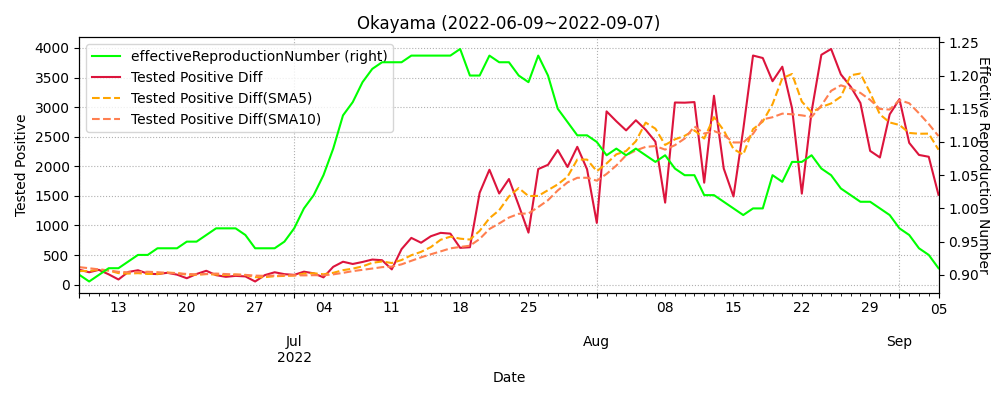 Okayama (2022-06-09~2022-09-07)
effectiveReproductionNumber (right)
Tested Positive Diff
Tested Positive Diff(SMA5)
Tested Positive Diff(SMA10)
Tested Positive
4000
3500
3000
2500
2000
1500
1000
500
0
Effective Reproduction Number
1.25
1.20
1.15
1.10
1.05
1.00
0.95
0.90
13 20 27 04 11 18 25 08 15 22 29 05
Jul Aug Sep
2022
Date